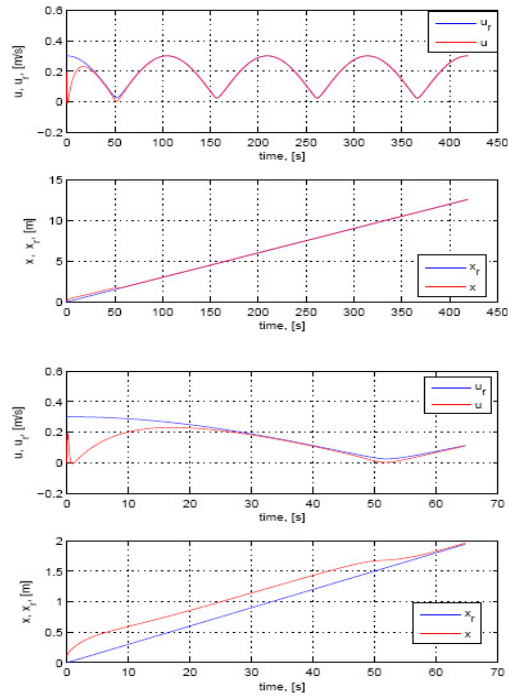 0.6
0.4
0.2
0
−0.2
u, u_r, [m/s]
u_r
u
0 50 100 150 200 250 300 350 400 450
time, [s]
15
10
5
0
x, x_r, [m]
x_r
x
0 50 100 150 200 250 300 350 400 450
time, [s]
0.6
0.4
0.2
0
−0.2
u, u_r, [m/s]
u_r
u
0 10 20 30 40 50 60 70
time, [s]
2
1.5
1
0.5
0
x, x_r, [m]
x_r
x
0 10 20 30 40 50 60 70
time, [s]